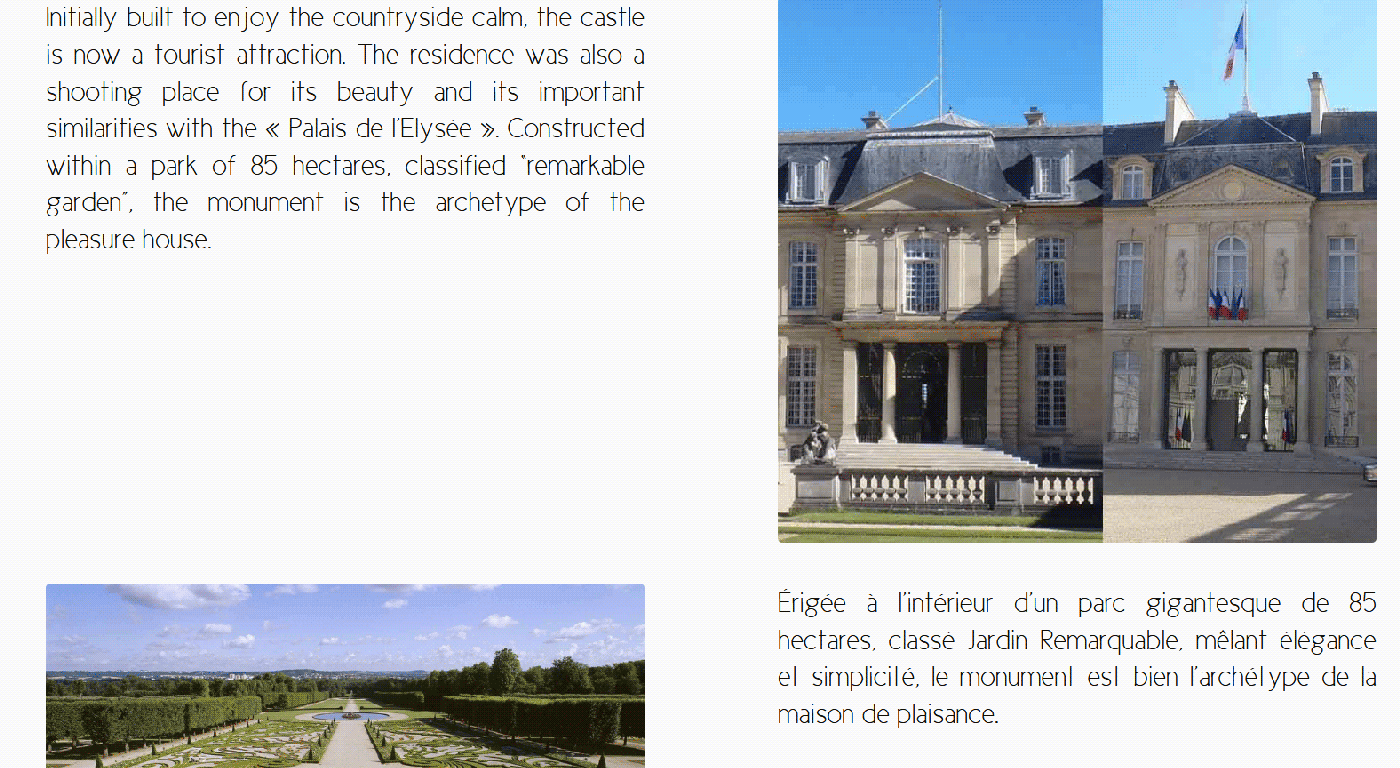 Initially built to enjoy the countryside calm, the castle
is now a tourist attraction. The residence was also a
shooting place for its beauty and its important
similarities with the « Palais de l'Elysée ». Constructed
within a park of 85 hectares, classified "remarkable
garden", the monument is the archetype of the
pleasure house.
Érigée à l'intérieur d'un parc gigantesque de 85
hectares, classé Jardin Remarquable, mêlant élégance
et simplicité, le monument est bien l'archétype de la
maison de plaisance.